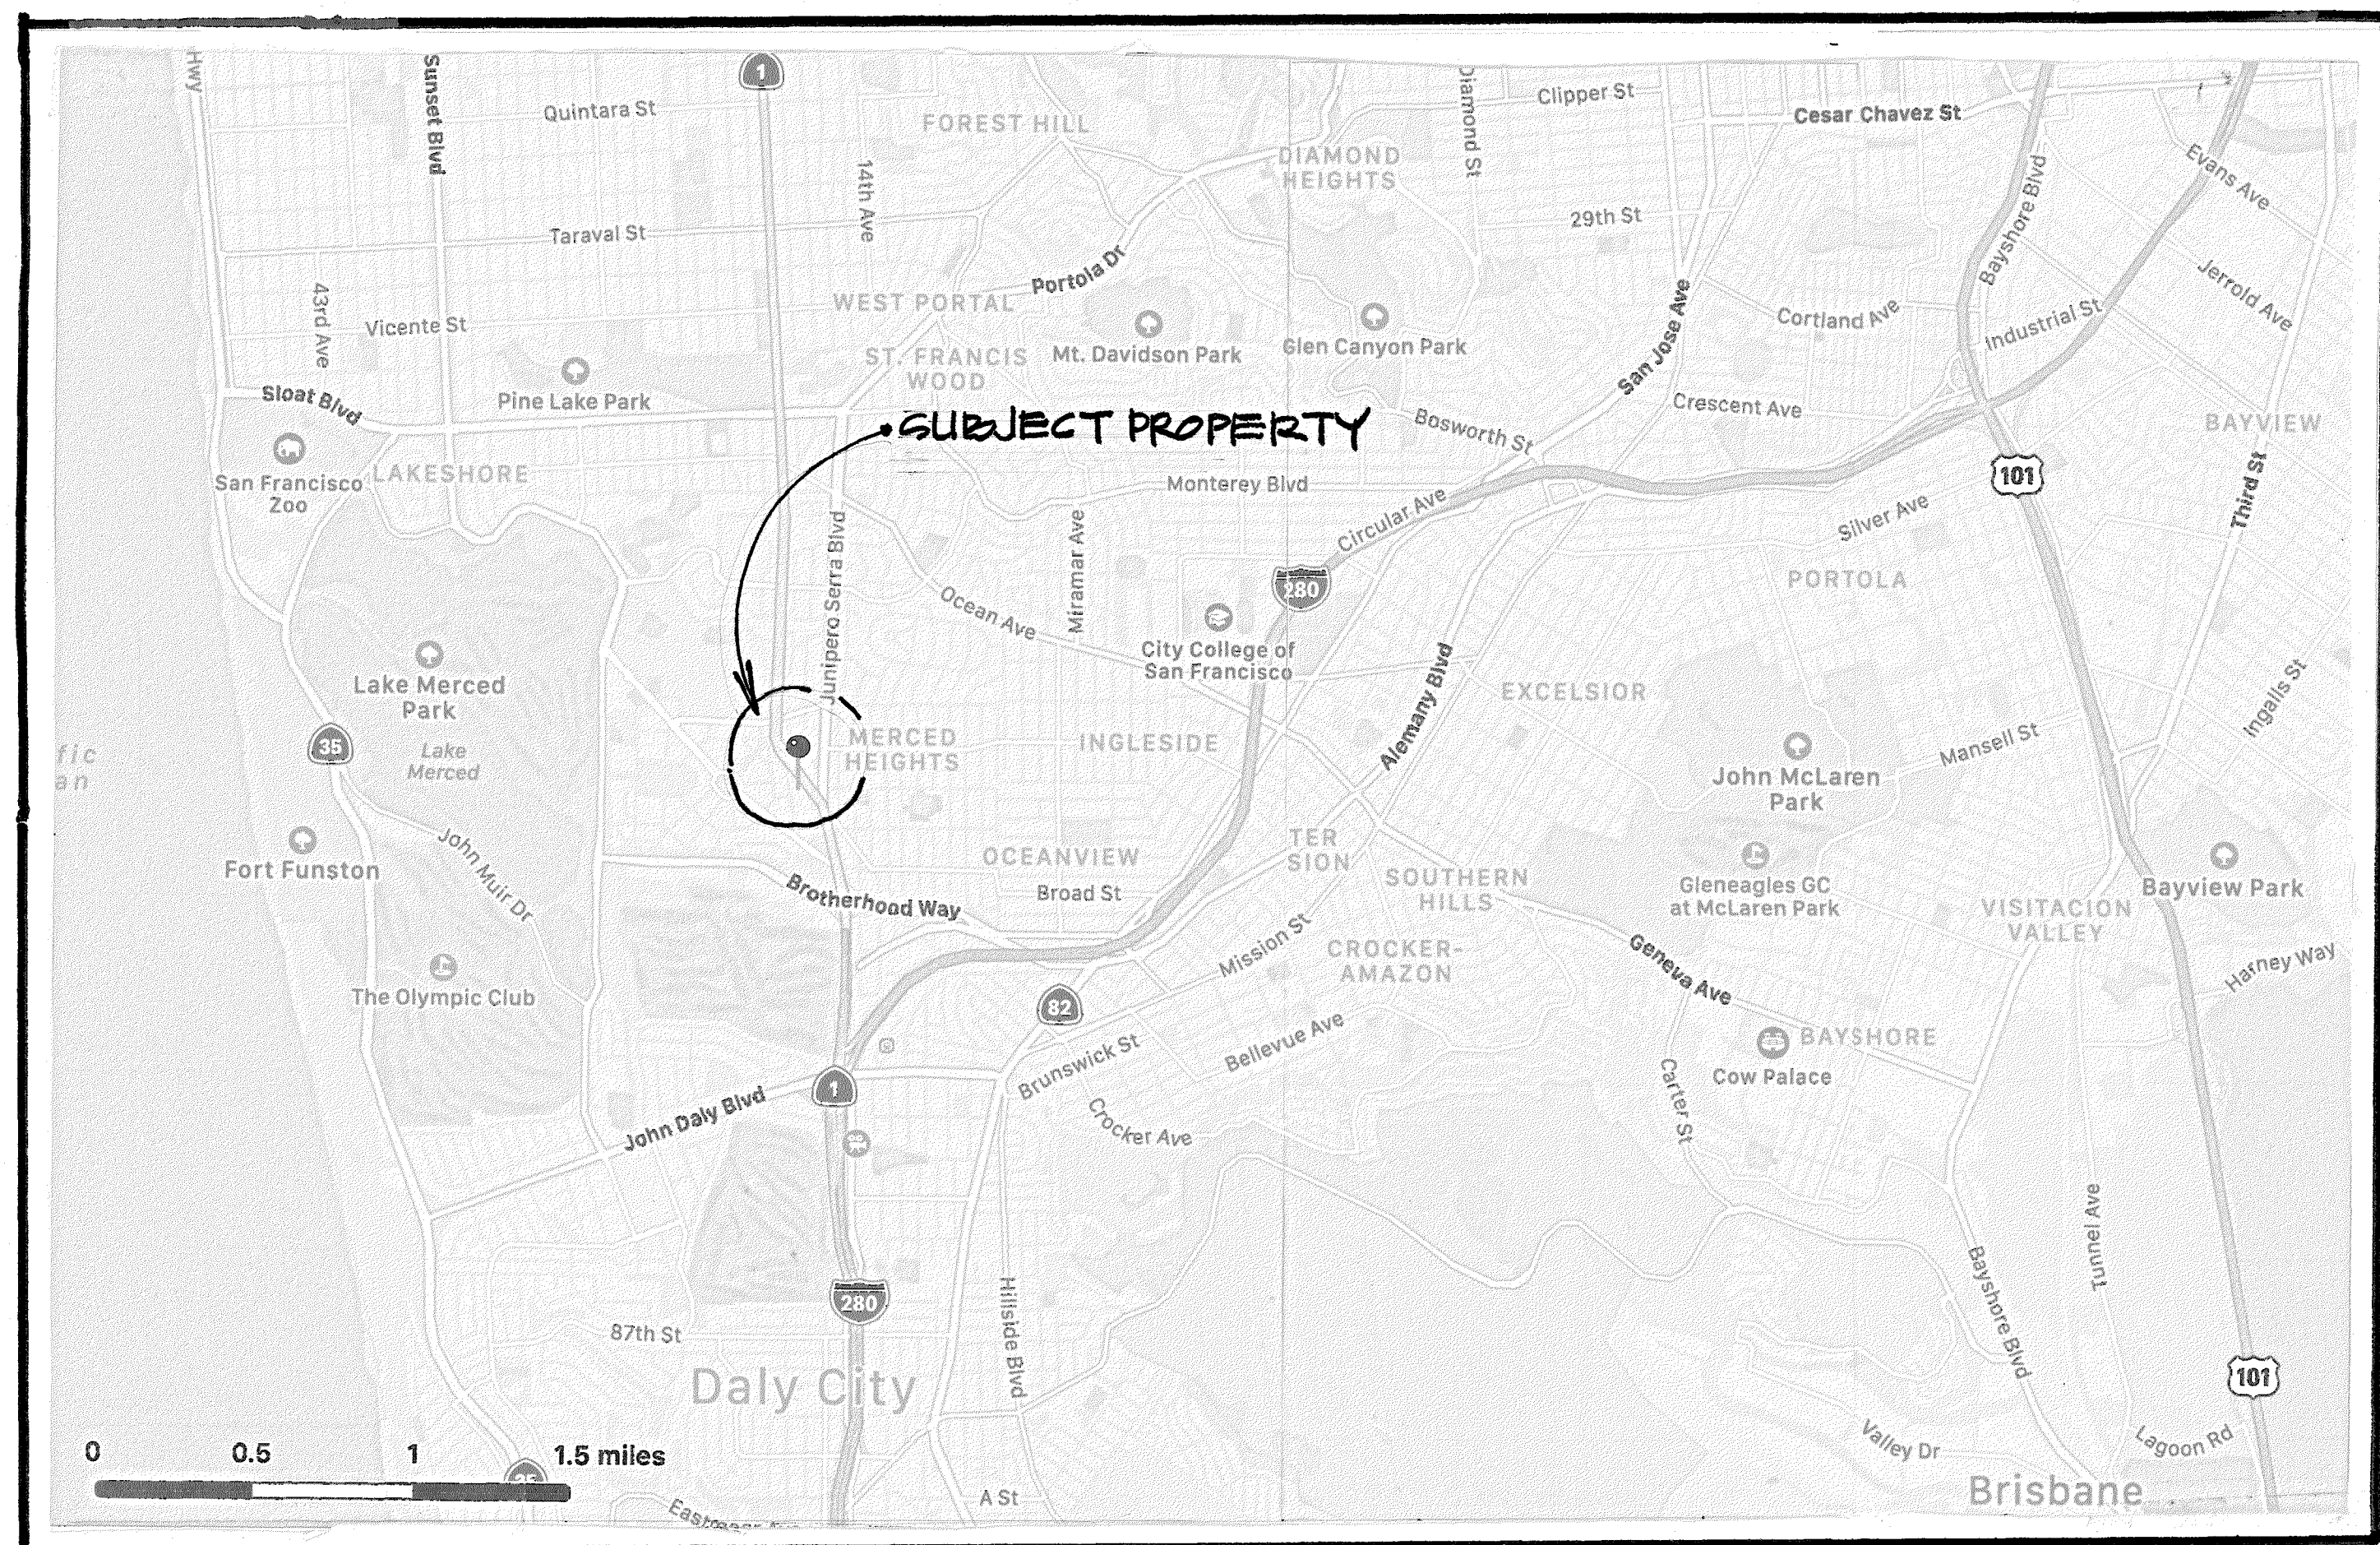 Hwy
Sunset Blvd
1
Quintara St
FOREST HILL
14th Ave
DIAMOND
HEIGHTS
Diamond St
Clipper St
Cesar Chavez St
Evans Ave
Bayshore Blvd
29th St
Taraval St
Portola Dr
Jerrold Ave
43rd Ave
Vicente St
WEST PORTAL
Mt. Davidson Park
Glen Canyon Park
San Jose Ave
Cortland Ave
Industrial St
ST. FRANCIS
WOOD
Pine Lake Park
Sloat Blvd
SUBJECT PROPERTY
Bosworth St
Crescent Ave
BAYVIEW
San Francisco
Zoo
LAKESHORE
Monterey Blvd
101
Third St
Circular Ave
Silver Ave
Junipero Serra Blvd
Miramar Ave
Ocean Ave
280
PORTOLA
City College of
San Francisco
Lake Merced
Park
Alemany Blvd
EXCELSIOR
Ingalls St
35
Lake
Merced
fic
an
MERCED
HEIGHTS
INGLESIDE
John McLaren
Park
Mansell St
Fort Funston
John Muir Dr
OCEANVIEW
Broad St
TER
SION
SOUTHERN
HILLS
Gleneagles GC
at McLaren Park
Bayview Park
Brotherhood Way
VISITACION
VALLEY
Mission St
CROCKER-
AMAZON
Geneva Ave
Harney Way
The Olympic Club
82
BAYSHORE
Cow Palace
Brunswick St
Bellevue Ave
Carter St
1
John Daly Blvd
Crocker Ave
Tunnel Ave
280
Hillside Blvd
Bayshore Blvd
87th St
Daly City
101
0 0.5 1 1.5 miles
35
Valley Dr
Lagoon Rd
A St
Brisbane